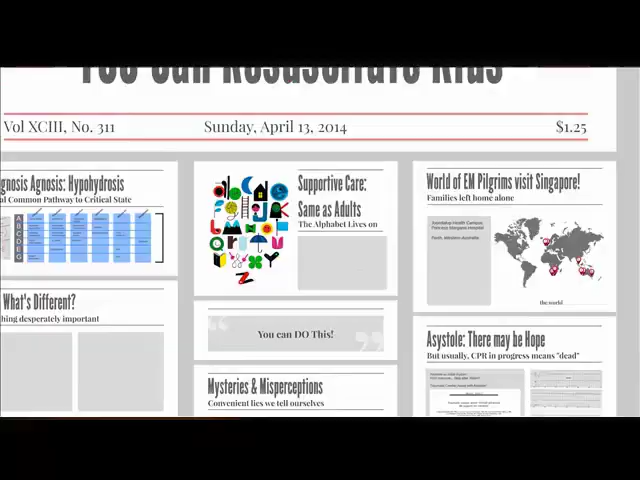 You Can Resuscitate Kids
Vol XCIII, No. 311
Sunday, April 13, 2014
$1.25
gnosis Agnosis: Hypohydrosis
al Common Pathway to Critical State
A
B
C
D
E
G
What's Different?
hing desperately important
Supportive Care:
Same as Adults
The Alphabet Lives on
You can DO This!
Mysteries & Misperceptions
Convenient lies we tell ourselves
World of EM Pilgrims visit Singapore!
Families left home alone
the world
Asystole: There may be Hope
But usually, CPR in progress means "dead"